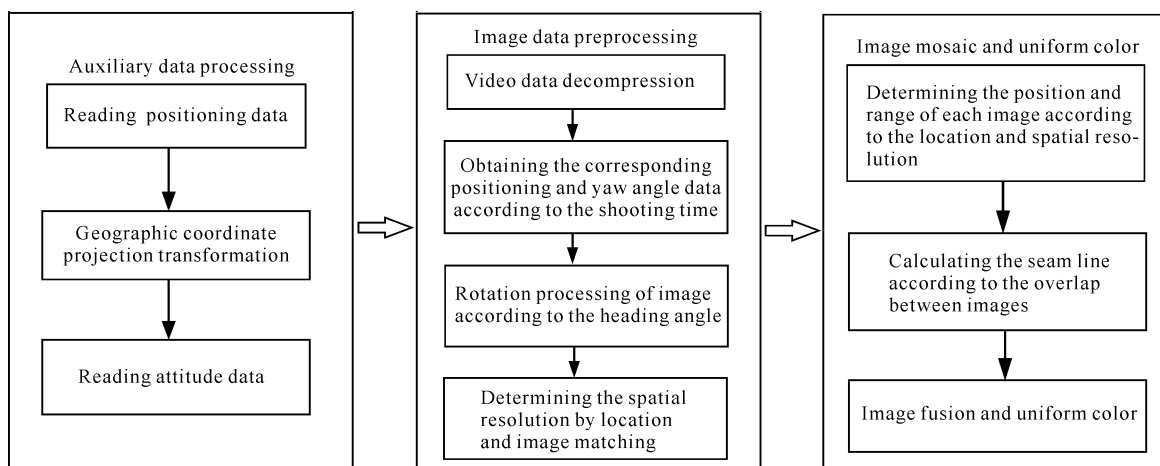 Auxiliary data processing
Reading positioning data
Geographic coordinate
projection transformation
Reading attitude data
Image data preprocessing
Video data decompression
Obtaining the corresponding
positioning and yaw angle data
according to the shooting time
Rotation processing of image
according to the heading angle
Determining the spatial
resolution by location
and image matching
Image mosaic and uniform color
Determining the position and
range of each image according
to the location and spatial reso-
lution
Calculating the seam line
according to the overlap
between images
Image fusion and uniform color